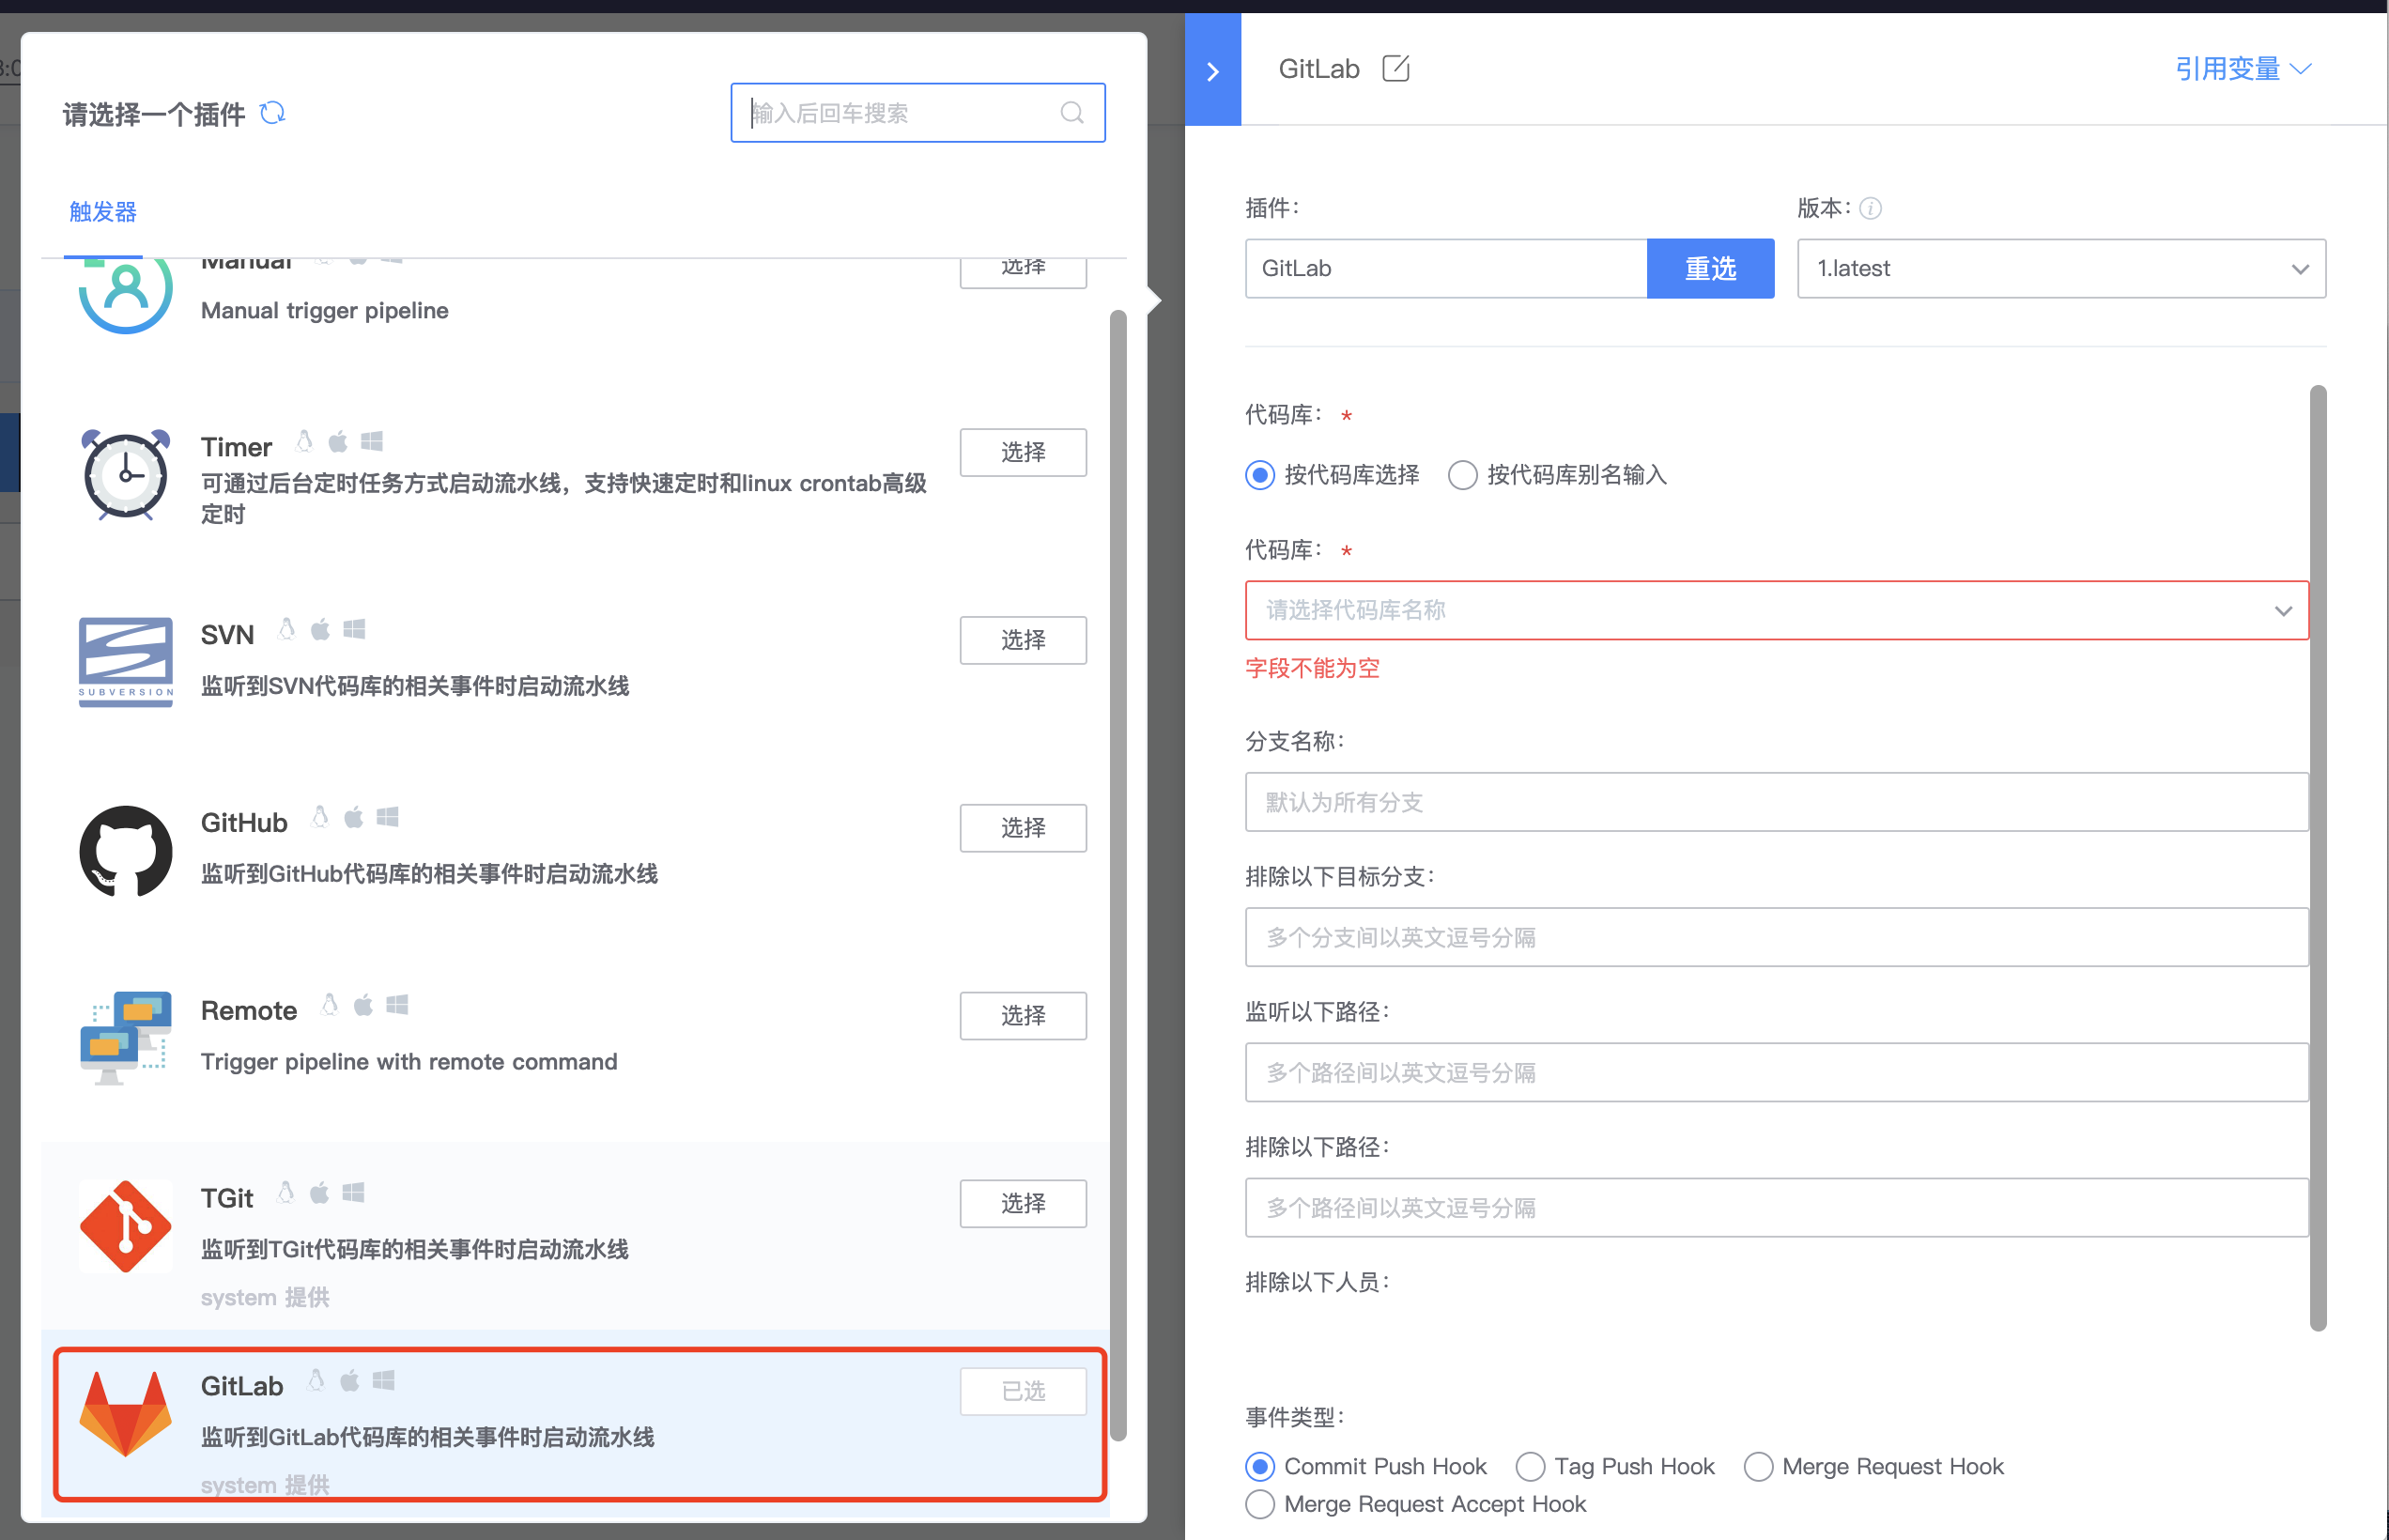 请选择一个插件
输入后回车搜索
触发器
Manual
选择
Manual trigger pipeline
Timer
选择
可通过后台定时任务方式启动流水线，支持快速定时和linux crontab高级
定时
SUBVERSION
SVN
选择
监听到SVN代码库的相关事件时启动流水线
GitHub
选择
监听到GitHub代码库的相关事件时启动流水线
Remote
选择
Trigger pipeline with remote command
TGit
选择
监听到TGit代码库的相关事件时启动流水线
system 提供
GitLab
已选
监听到GitLab代码库的相关事件时启动流水线
system 提供
GitLab
引用变量
插件：
版本：
GitLab
重选
1.latest
代码库： *
按代码库选择 按代码库别名输入
代码库： *
请选择代码库名称
字段不能为空
分支名称：
默认为所有分支
排除以下目标分支：
多个分支间以英文逗号分隔
监听以下路径：
多个路径间以英文逗号分隔
排除以下路径：
多个路径间以英文逗号分隔
排除以下人员：
事件类型：
Commit Push Hook Tag Push Hook Merge Request Hook
Merge Request Accept Hook